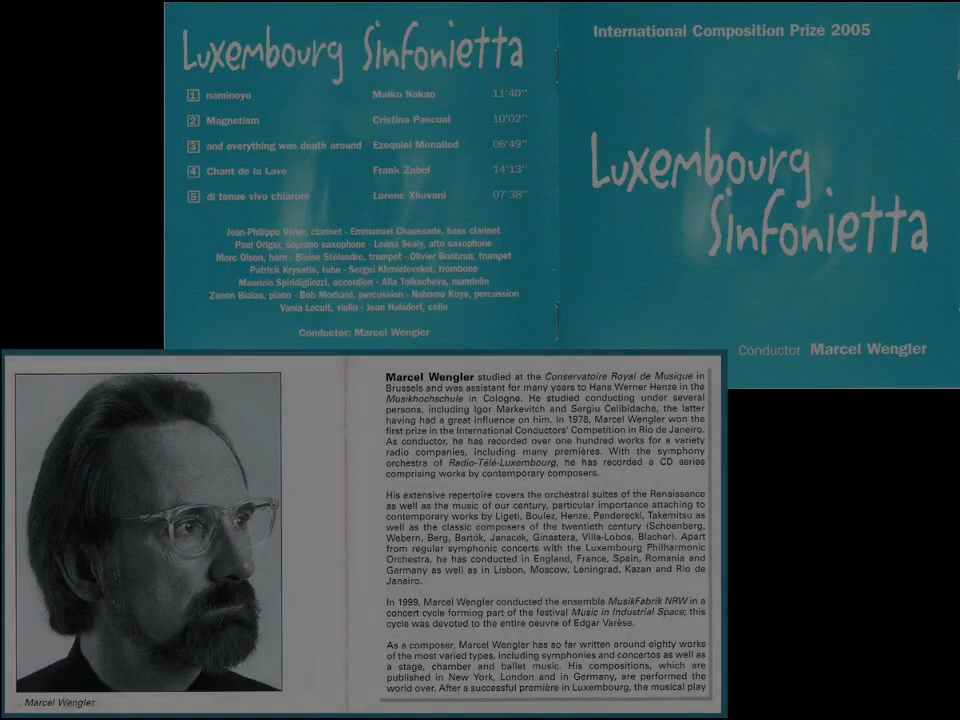 Luxembourg Sinfonietta
1 naminoyo Maiko Nakao 11'40''
2 Magnetism Cristina Pascual 10'02''
3 and everything was death around Ezequiel Menalled 06'49''
4 Chant de la Lave Frank Zabel 14'13''
5 di tenue vivo chiarore Lorenc Xhuvani 07'38''
Jean-Philippe Vivier, clarinet - Emmanuel Chaussade, bass clarinet
Paul Origer, soprano saxophone - Leana Sealy, alto saxophone
Marc Olson, horn - Blaise Stélandre, trumpet - Olivier Bonbrun, trumpet
Patrick Krysatis, tuba - Sergei Khmielevskoi, trombone
Maurizio Spiridigliozzi, accordion - Alla Tolkacheva, mandolin
Zénon Bialas, piano - Bob Morhard, percussion - Nahomu Kuya, percussion
Vania Lecuit, violin - Jean Halsdorf, cello
Conductor: Marcel Wengler
International Composition Prize 2005
Luxembourg
Sinfonietta
Conductor Marcel Wengler
Marcel Wengler
Marcel Wengler studied at the Conservatoire Royal de Musique in
Brussels and was assistant for many years to Hans Werner Henze in the
Musikhochschule in Cologne. He studied conducting under several
persons, including Igor Markevitch and Sergiu Celibidache, the latter
having had a great influence on him. In 1978, Marcel Wengler won the
first prize in the International Conductors' Competition in Rio de Janeiro.
As conductor, he has recorded over one hundred works for a variety
radio companies, including many premières. With the symphony
orchestra of Radio-Télé-Luxembourg, he has recorded a CD series
comprising works by contemporary composers.
His extensive repertoire covers the orchestral suites of the Renaissance
as well as the music of our century, particular importance attaching to
contemporary works by Ligeti, Boulez, Henze, Penderecki, Takemitsu as
well as the classic composers of the twentieth century (Schoenberg,
Webern, Berg, Bartók, Janacek, Ginastera, Villa-Lobos, Blacher). Apart
from regular symphonic concerts with the Luxembourg Philharmonic
Orchestra, he has conducted in England, France, Spain, Romania and
Germany as well as in Lisbon, Moscow, Leningrad, Kazan and Rio de
Janeiro.
In 1999, Marcel Wengler conducted the ensemble MusikFabrik NRW in a
concert cycle forming part of the festival Music in Industrial Space; this
cycle was devoted to the entire oeuvre of Edgar Varèse.
As a composer, Marcel Wengler has so far written around eighty works
of the most varied types, including symphonies and concertos as well as
a stage, chamber and ballet music. His compositions, which are
published in New York, London and in Germany, are performed the
world over. After a successful première in Luxembourg, the musical play